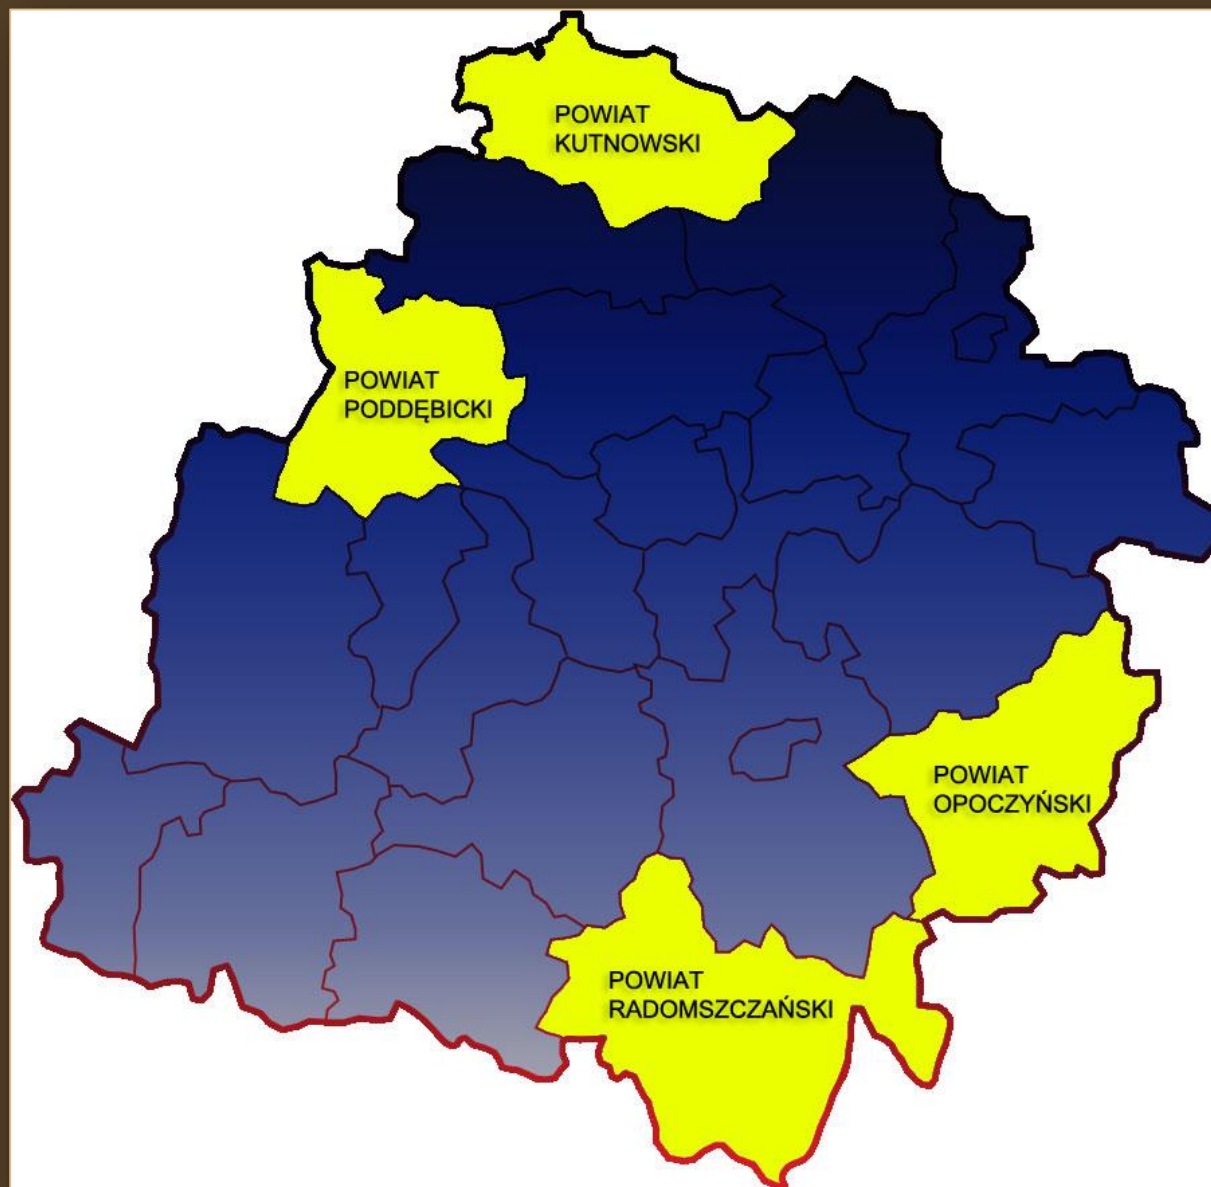 POWIAT
KUTNOWSKI
POWIAT
PODDĘBICKI
POWIAT
OPOCZYŃSKI
POWIAT
RADOMSZCZAŃSKI